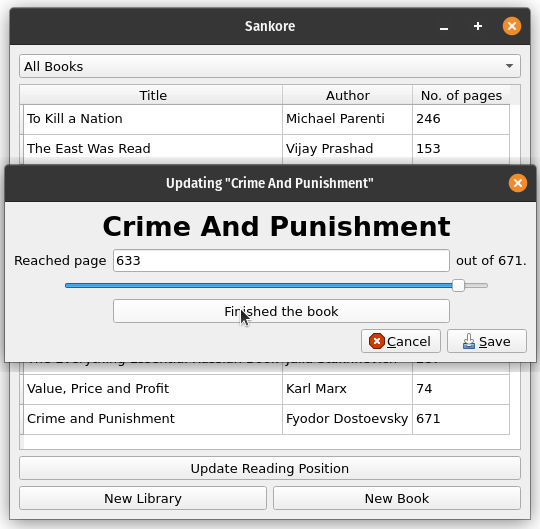 Sankore
All Books
Title Author No. of pages
To Kill a Nation Michael Parenti 246
The East Was Read Vijay Prashad 153
Updating "Crime And Punishment"
Crime And Punishment
Reached page 633 out of 671.
Finished the book
Cancel Save
Value, Price and Profit Karl Marx 74
Crime and Punishment Fyodor Dostoevsky 671
Update Reading Position
New Library New Book